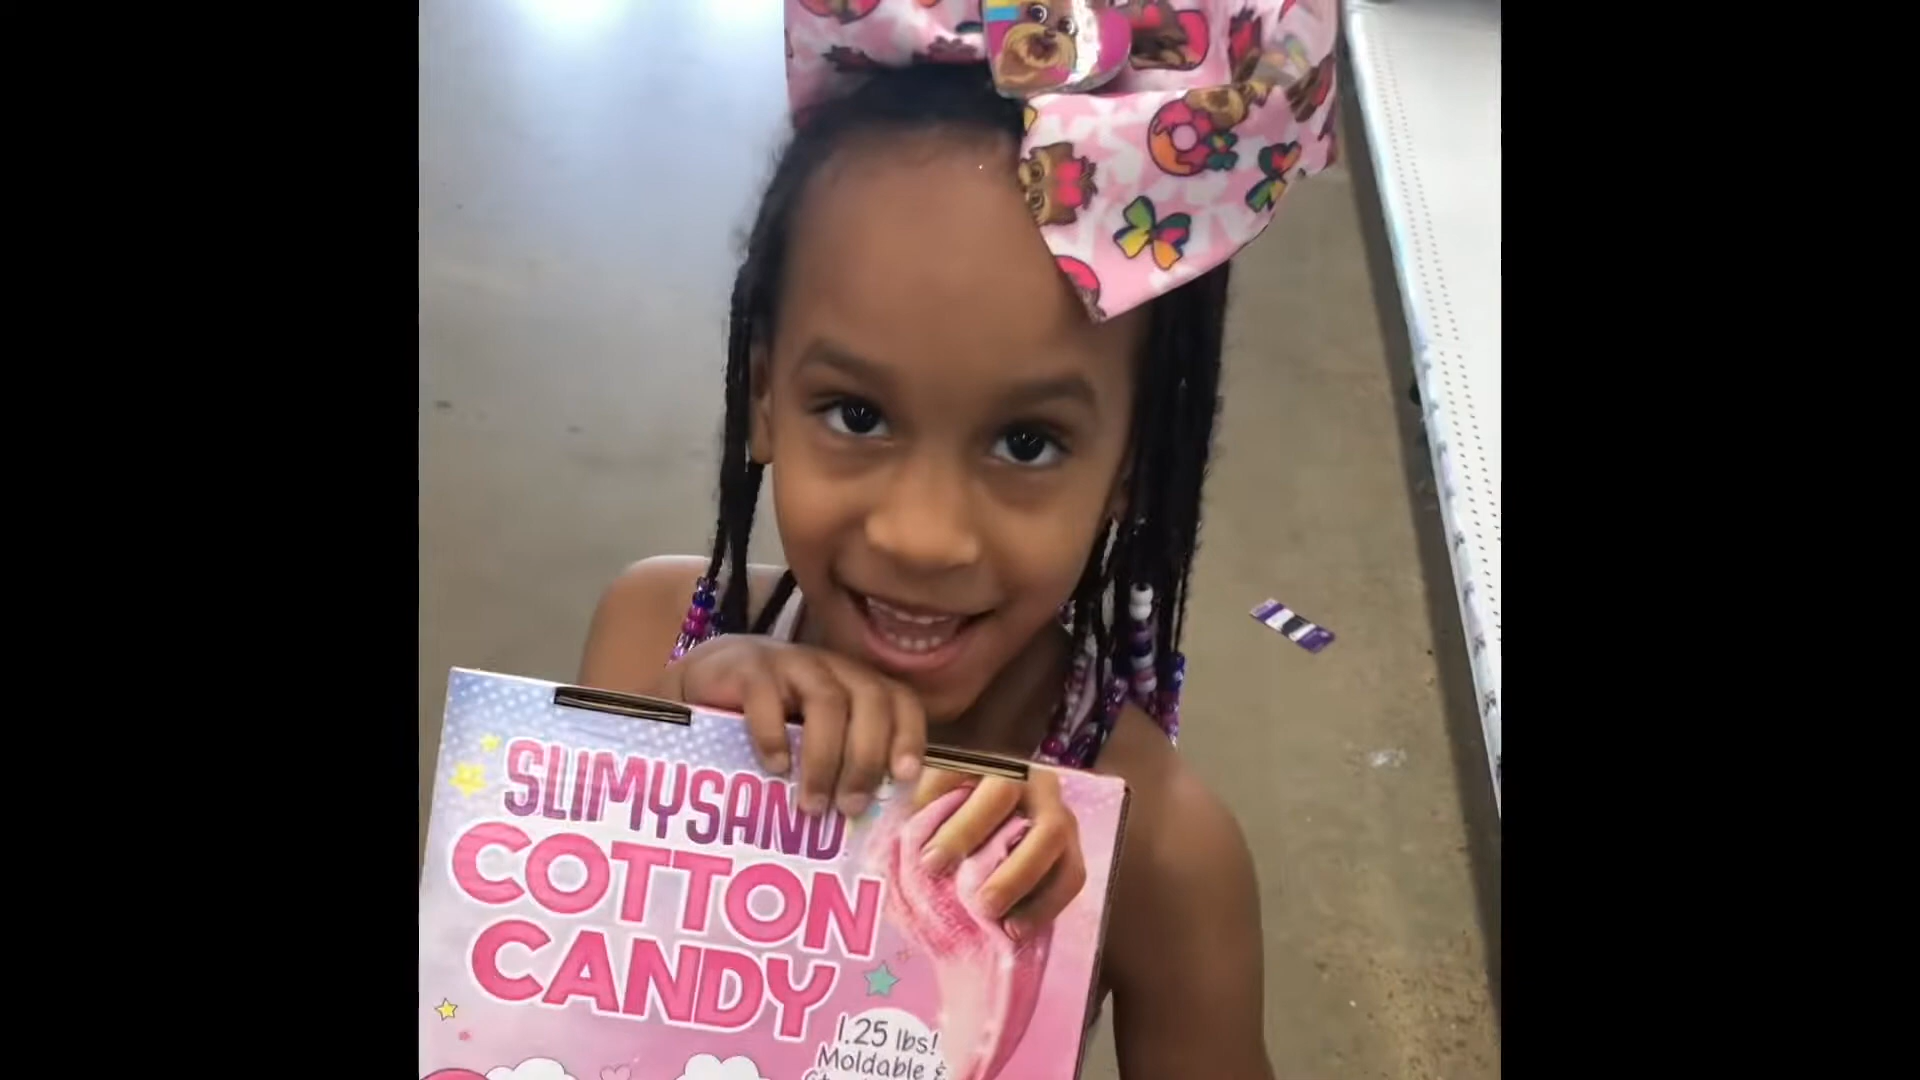 SLIMYSAND
COTTON
CANDY
1.25 lbs!
Moldable &